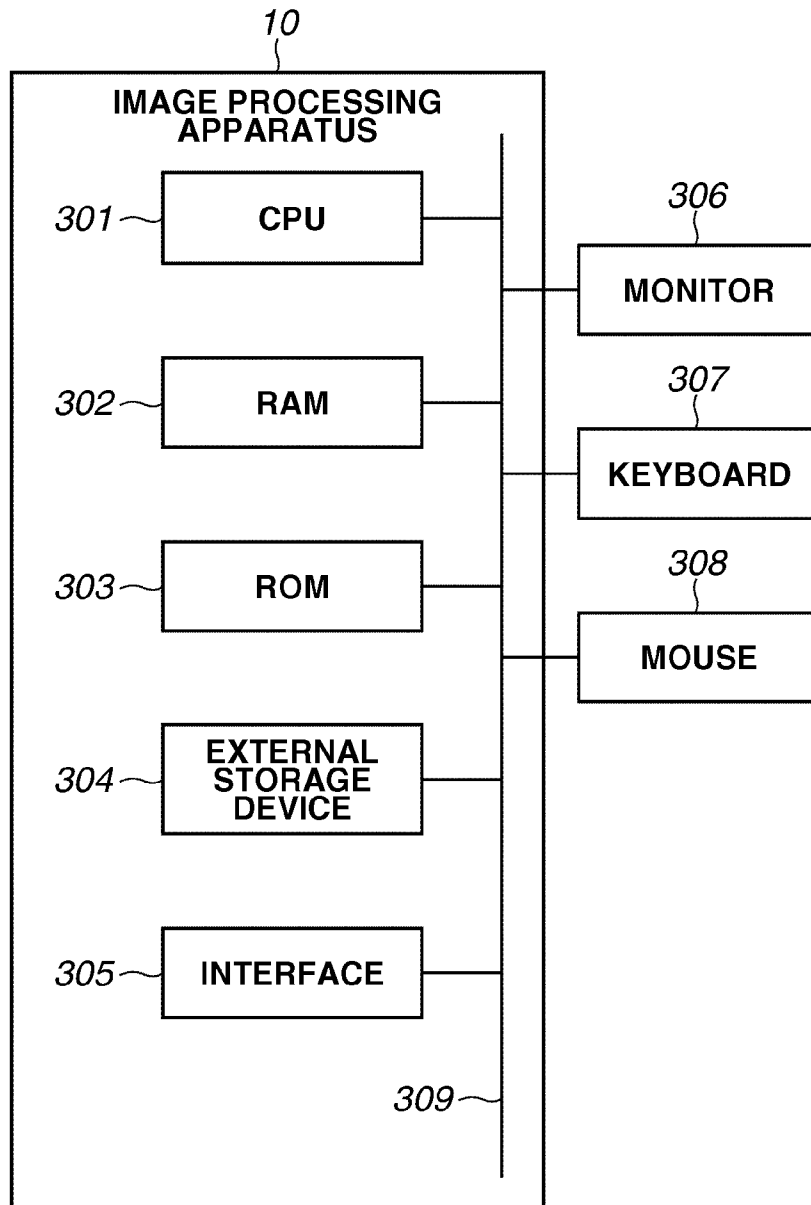 10
IMAGE PROCESSING
APPARATUS
301
CPU
306
MONITOR
302
RAM
307
KEYBOARD
303
ROM
308
MOUSE
304
EXTERNAL
STORAGE
DEVICE
305
INTERFACE
309